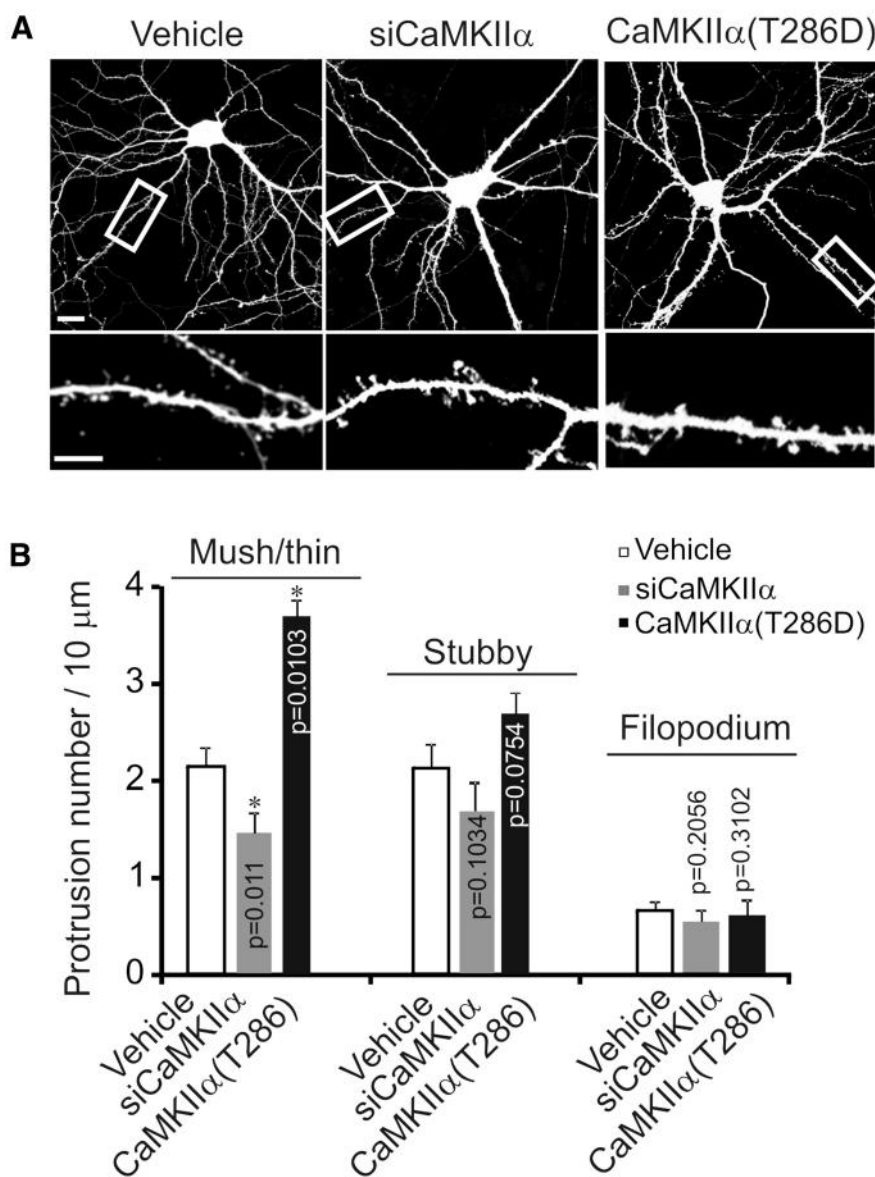 A
Vehicle siCaMKIIα CaMKIIα(T286D)
B
Mush/thin
Stubby
Filopodium
Vehicle
siCaMKIIα
CaMKIIα(T286D)
Protrusion number / 10 μm
4
3
2
1
0
*
p=0.011
*
p=0.0103
p=0.1034
p=0.0754
p=0.2056
p=0.3102
Vehicle
siCaMKIIα
CaMKIIα(T286)
Vehicle
siCaMKIIα
CaMKIIα(T286)
Vehicle
siCaMKIIα
CaMKIIα(T286)